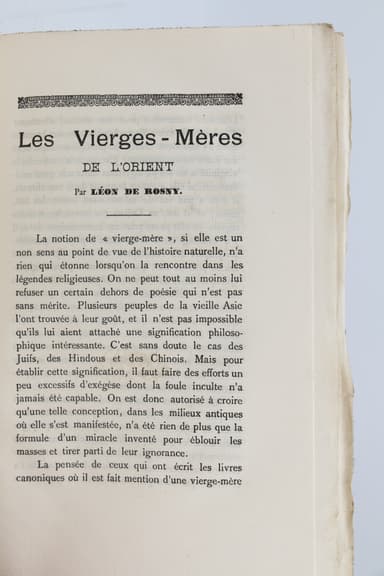 Les Vierges-Mères
DE L'ORIENT
Par LÉON DE ROSNY.
La notion de « vierge-mère », si elle est un
non sens au point de vue de l'histoire naturelle, n'a
rien qui étonne lorsqu'on la rencontre dans les
légendes religieuses. On ne peut tout au moins lui
refuser un certain dehors de poésie qui n'est pas
sans mérite. Plusieurs peuples de la vieille Asie
l'ont trouvée à leur goût, et il n'est pas impossible
qu'ils lui aient attaché une signification philoso-
phique intéressante. C'est sans doute le cas des
Juifs, des Hindous et des Chinois. Mais pour
établir cette signification, il faut faire des efforts un
peu excessifs d'exégèse dont la foule inculte n'a
jamais été capable. On est donc autorisé à croire
qu'une telle conception, dans les milieux antiques
où elle s'est manifestée, n'a été rien de plus que la
formule d'un miracle inventé pour éblouir les
masses et tirer parti de leur ignorance.
La pensée de ceux qui ont écrit les livres
canoniques où il est fait mention d'une vierge-mère